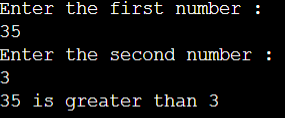 Enter the first number :
35
Enter the second number :
3
35 is greater than 3